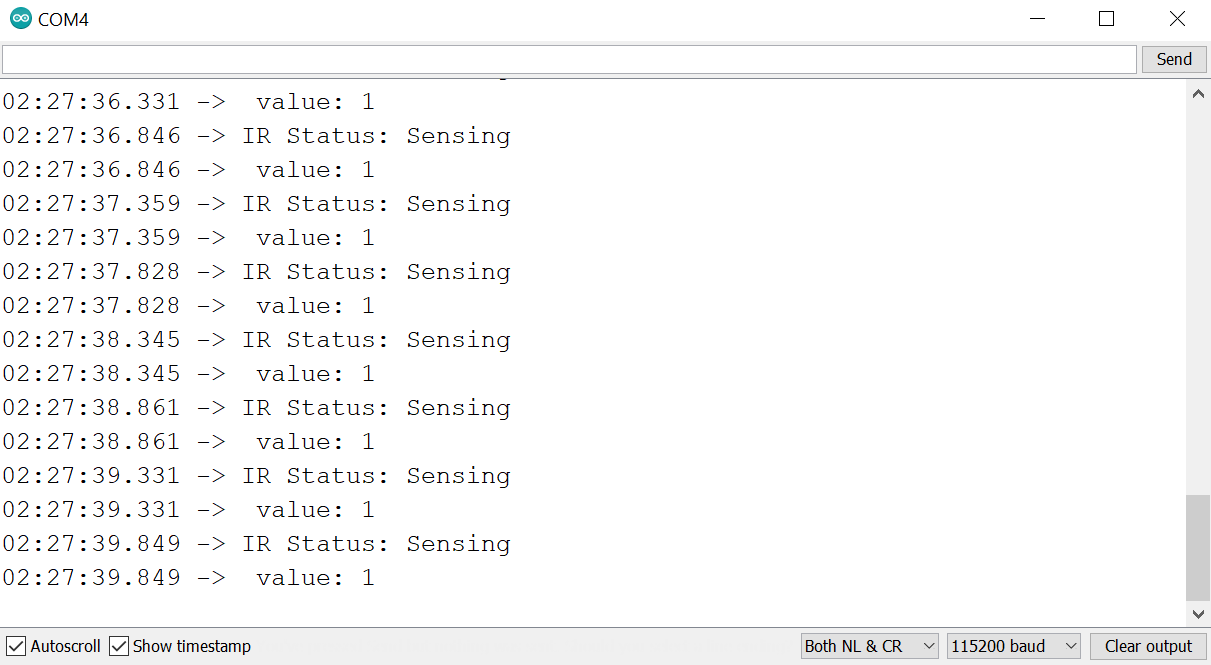 COM4
Send
02:27:36.331 ->  value: 1
02:27:36.846 -> IR Status: Sensing
02:27:36.846 ->  value: 1
02:27:37.359 -> IR Status: Sensing
02:27:37.359 ->  value: 1
02:27:37.828 -> IR Status: Sensing
02:27:37.828 ->  value: 1
02:27:38.345 -> IR Status: Sensing
02:27:38.345 ->  value: 1
02:27:38.861 -> IR Status: Sensing
02:27:38.861 ->  value: 1
02:27:39.331 -> IR Status: Sensing
02:27:39.331 ->  value: 1
02:27:39.849 -> IR Status: Sensing
02:27:39.849 ->  value: 1
Autoscroll Show timestamp Both NL & CR 115200 baud Clear output